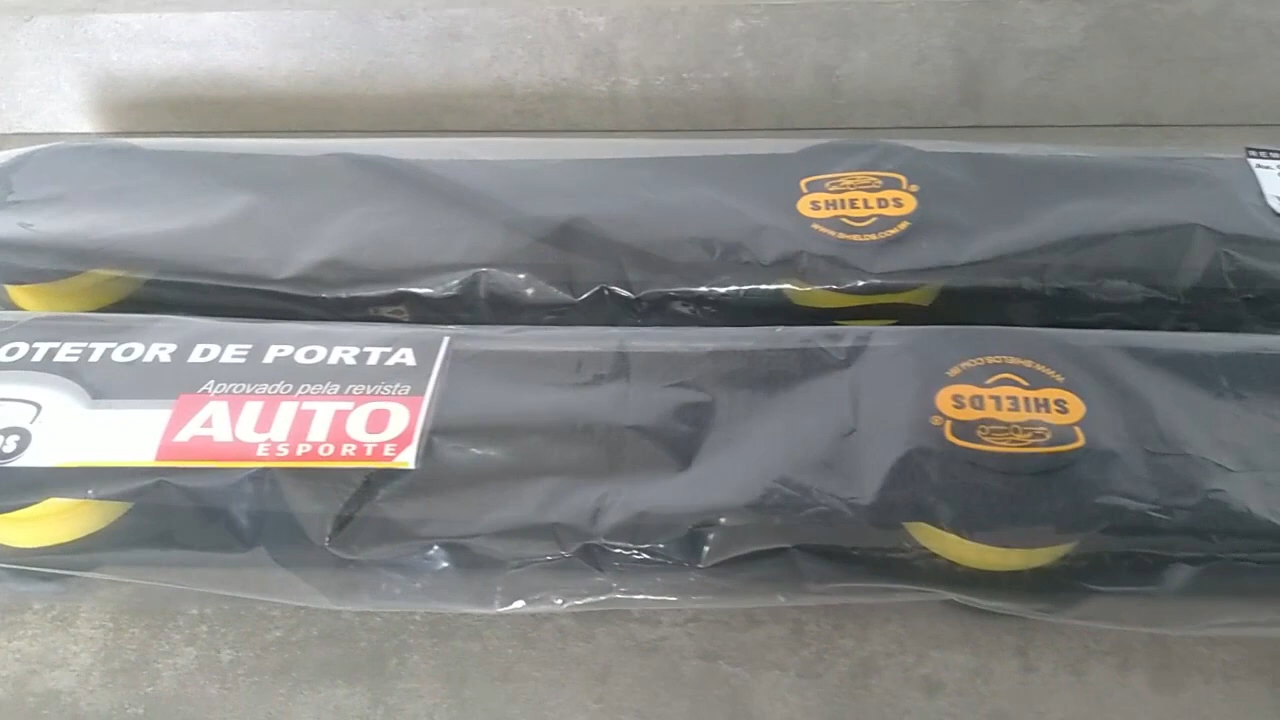 SHIELDS
WWW.SHIELDS.COM.BR
OTETOR DE PORTA
Aprovado pela revista
AUTO
ESPORTE
WWW.SHIELDS.COM.BR
SHIELDS